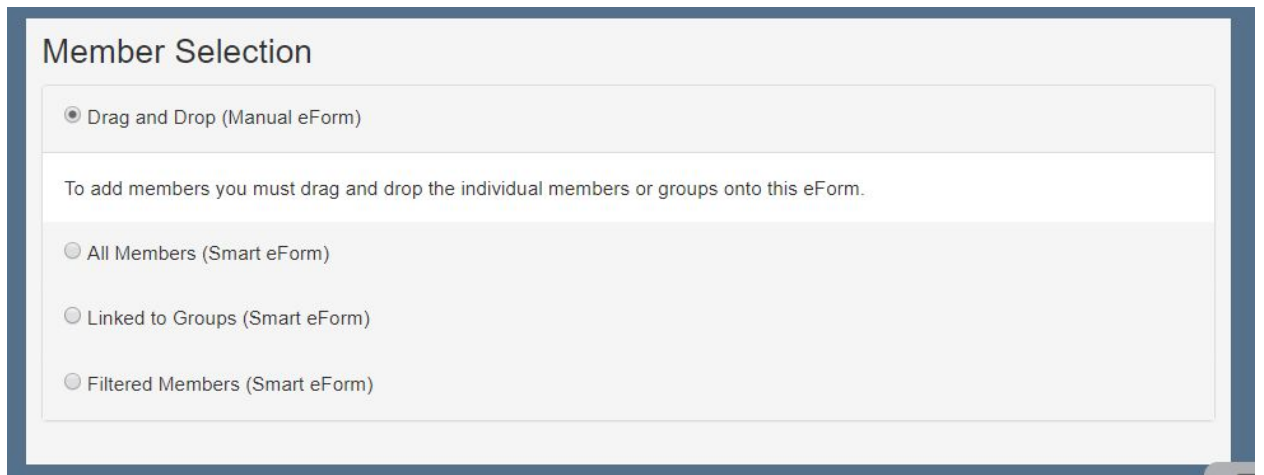 Member Selection
Drag and Drop (Manual eForm)
To add members you must drag and drop the individual members or groups onto this eForm.
All Members (Smart eForm)
Linked to Groups (Smart eForm)
Filtered Members (Smart eForm)